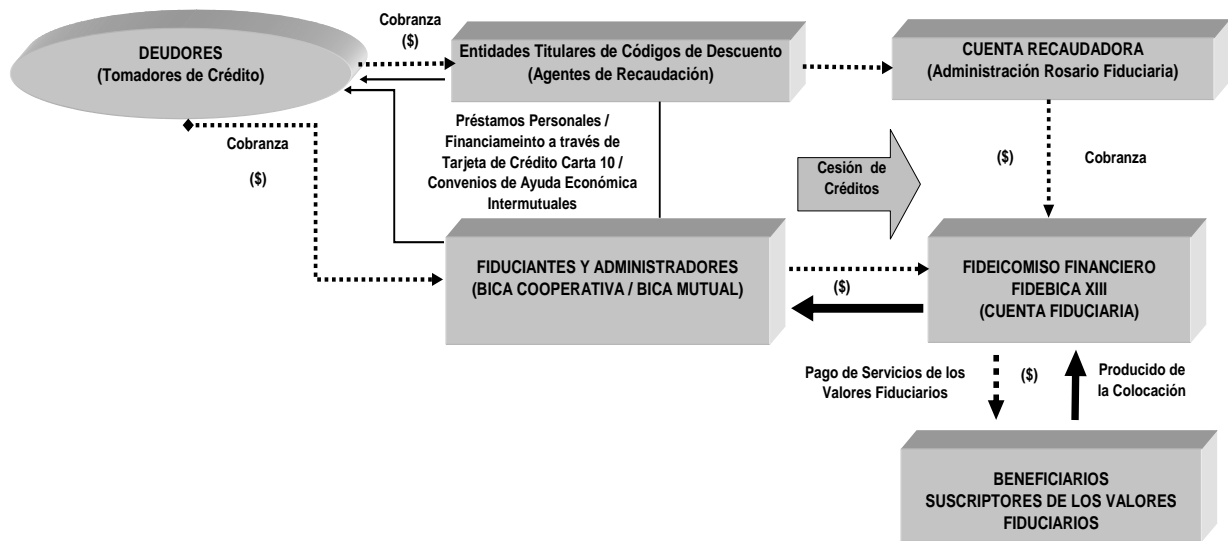 DEUDORES
(Tomadores de Crédito)
Cobranza
($)
Entidades Titulares de Códigos de Descuento
(Agentes de Recaudación)
CUENTA RECAUDADORA
(Administración Rosario Fiduciaria)
Cobranza
($)
Préstamos Personales /
Financiameinto a través de
Tarjeta de Crédito Carta 10 /
Convenios de Ayuda Económica
Intermutuales
Cesión de
Créditos
($)
Cobranza
FIDUCIANTES Y ADMINISTRADORES
(BICA COOPERATIVA / BICA MUTUAL)
($)
FIDEICOMISO FINANCIERO
FIDEBICA XIII
(CUENTA FIDUCIARIA)
Pago de Servicios de los
Valores Fiduciarios
($)
Producido de
la Colocación
BENEFICIARIOS
SUSCRIPTORES DE LOS VALORES
FIDUCIARIOS